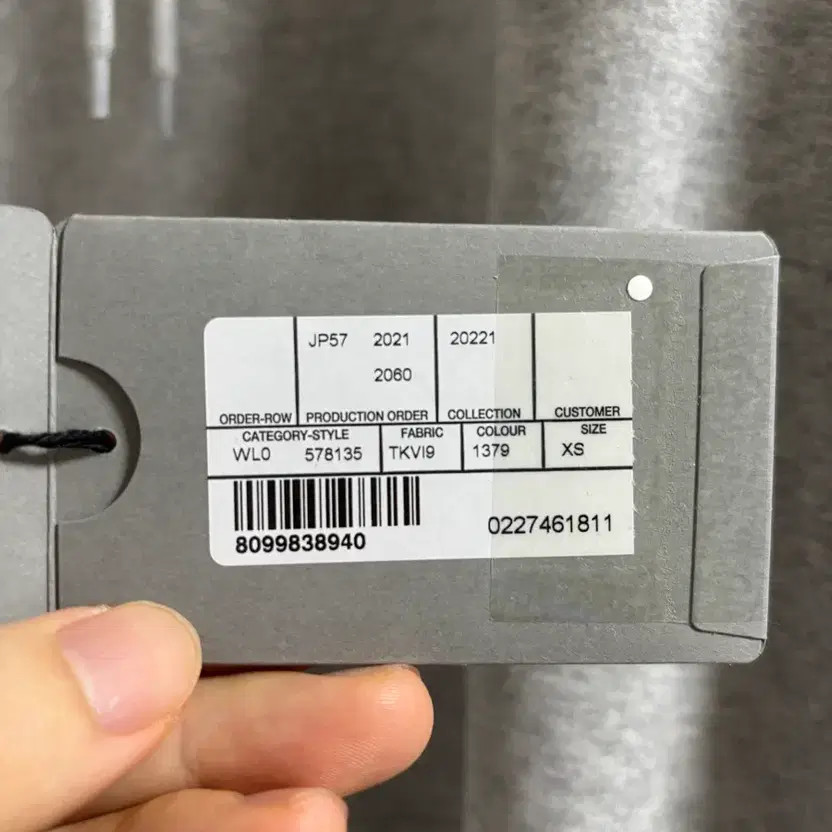 JP57 2021 20221
2060
ORDER-ROW PRODUCTION ORDER COLLECTION CUSTOMER
CATEGORY-STYLE FABRIC COLOUR SIZE
WL0 578135 TKVI9 1379 XS
8099838940 0227461811